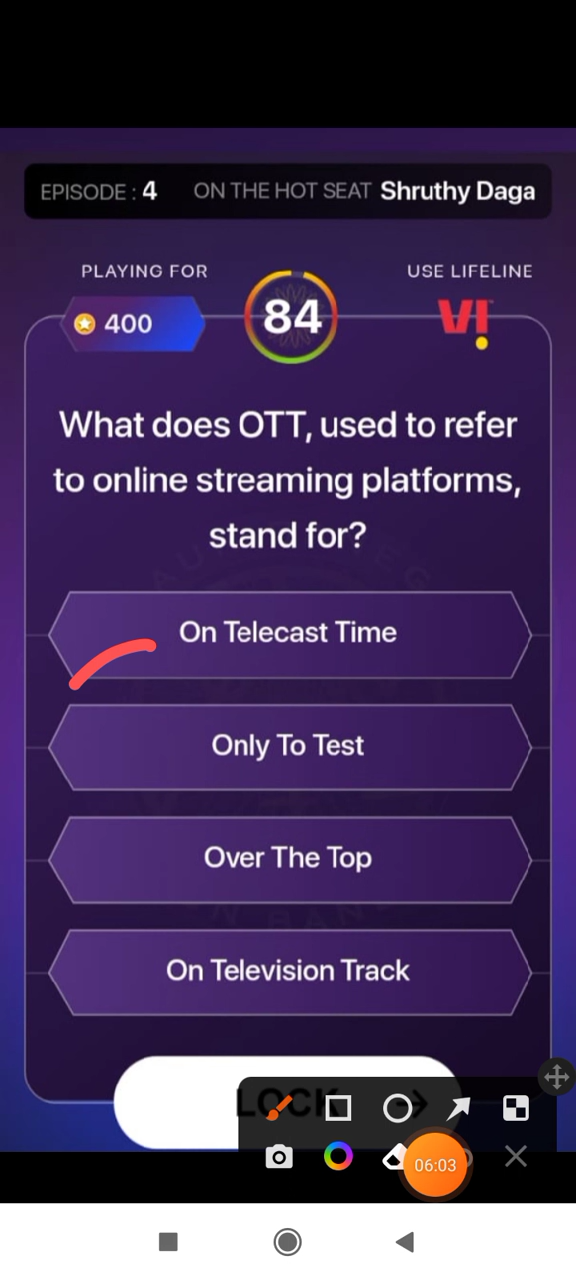 EPISODE : 4 ON THE HOT SEAT Shruthy Daga
PLAYING FOR USE LIFELINE
400 84 VI
What does OTT, used to refer
to online streaming platforms,
stand for?
On Telecast Time
Only To Test
Over The Top
On Television Track
LOCK
06:03